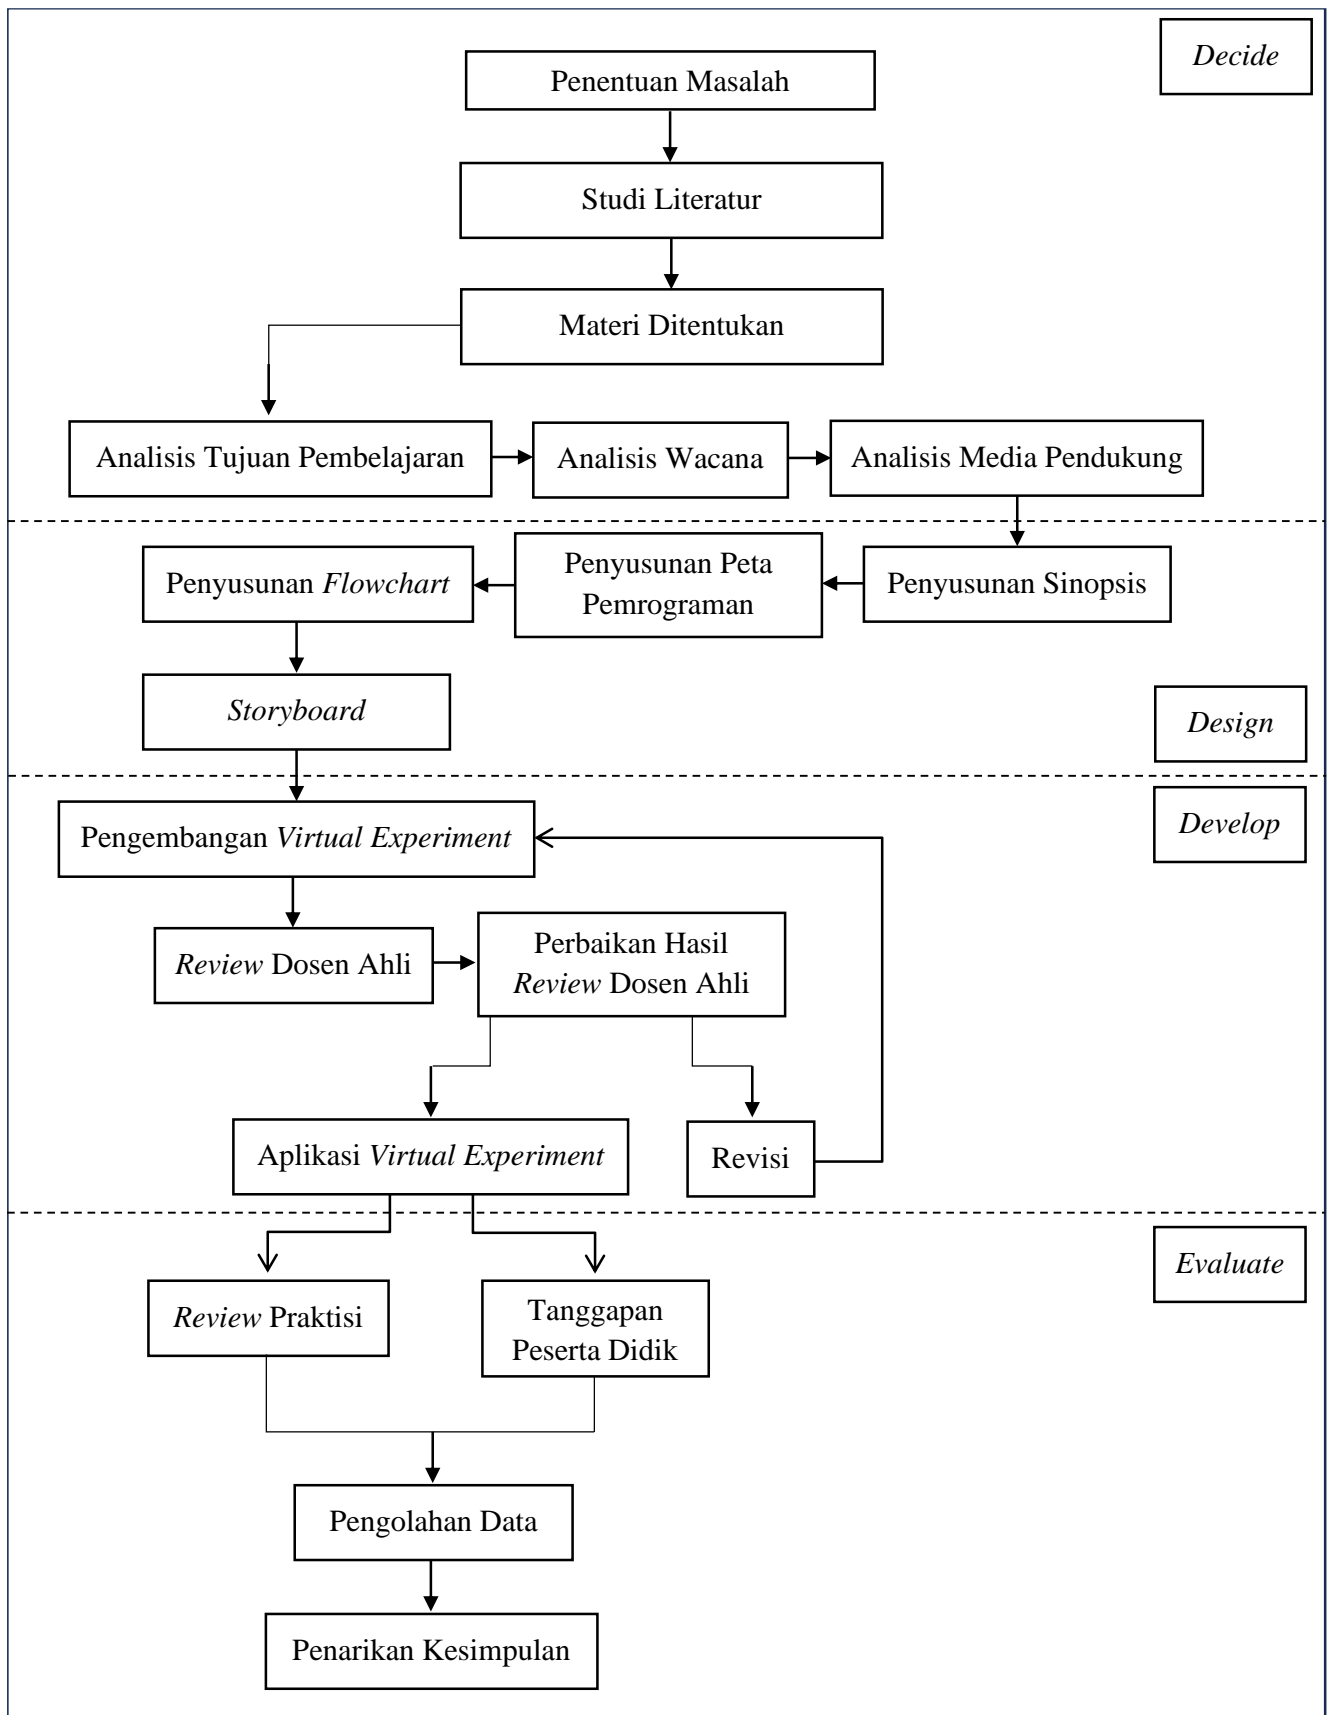 Decide
Penentuan Masalah
Studi Literatur
Materi Ditentukan
Analisis Tujuan Pembelajaran
Analisis Wacana
Analisis Media Pendukung
Penyusunan Flowchart
Penyusunan Peta
Pemrograman
Penyusunan Sinopsis
Storyboard
Design
Develop
Pengembangan Virtual Experiment
Review Dosen Ahli
Perbaikan Hasil
Review Dosen Ahli
Aplikasi Virtual Experiment
Revisi
Evaluate
Review Praktisi
Tanggapan
Peserta Didik
Pengolahan Data
Penarikan Kesimpulan